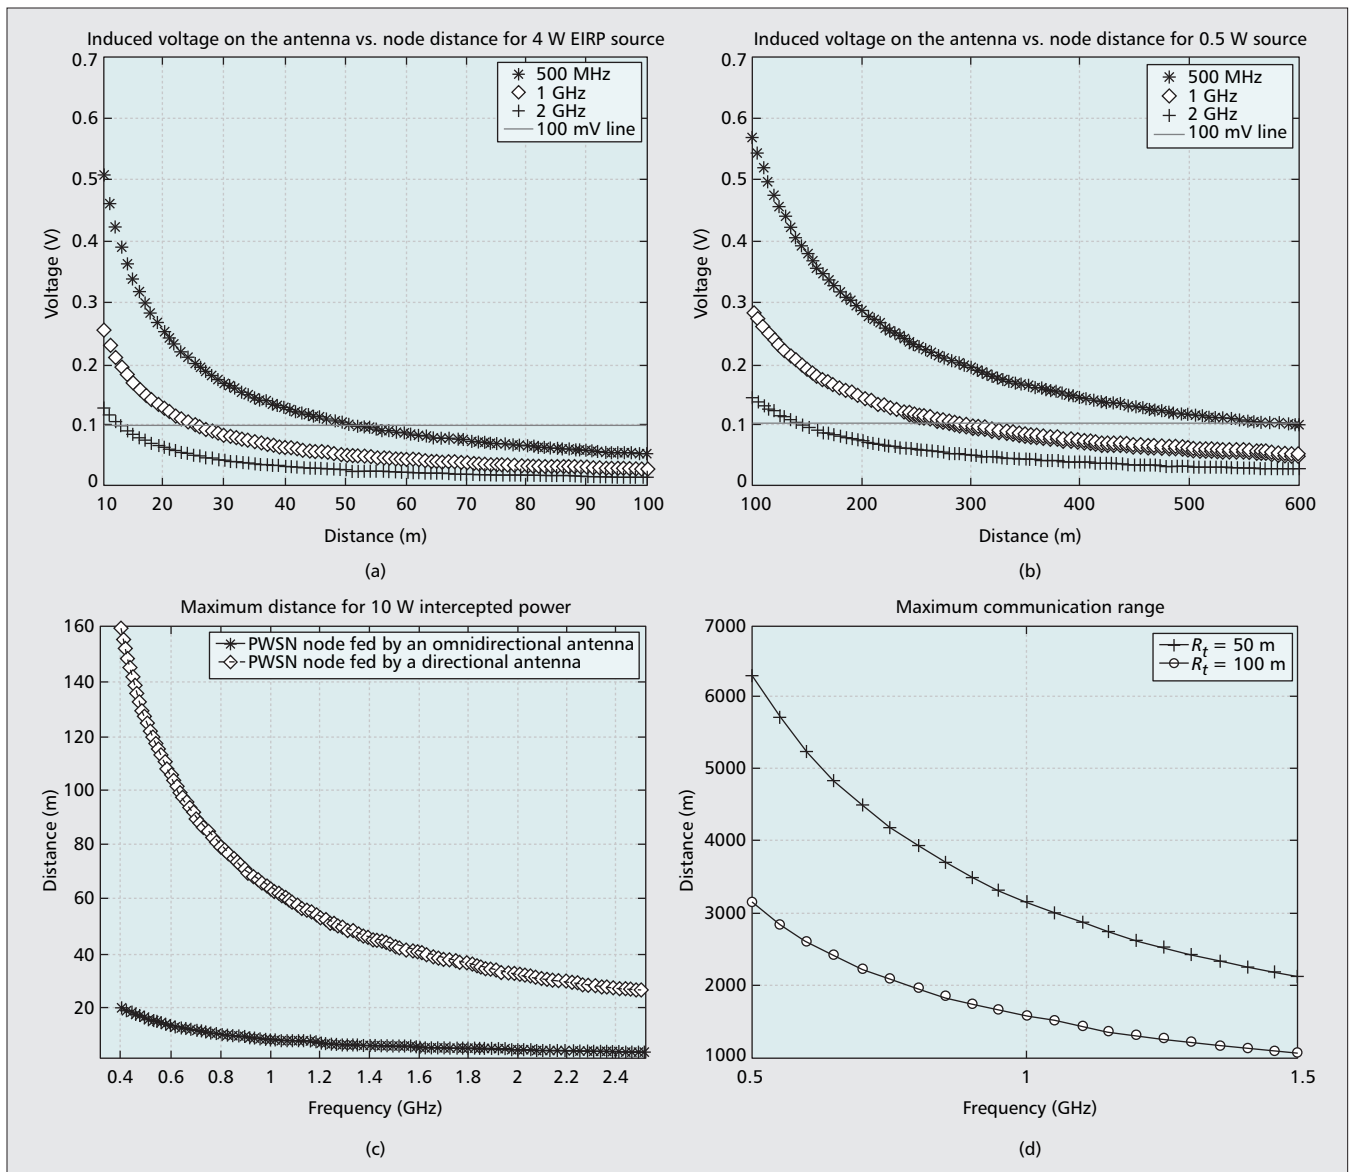 Induced voltage on the antenna vs. node distance for 4 W EIRP source
0.7
0.6
0.5
0.4
0.3
0.2
0.1
0
Voltage (V)
500 MHz
1 GHz
2 GHz
100 mV line
10 20 30 40 50 60 70 80 90 100
Distance (m)
(a)
Induced voltage on the antenna vs. node distance for 0.5 W source
0.7
0.6
0.5
0.4
0.3
0.2
0.1
0
Voltage (V)
500 MHz
1 GHz
2 GHz
100 mV line
100 200 300 400 500 600
Distance (m)
(b)
Maximum distance for 10 W intercepted power
160
140
120
100
80
60
40
20
Distance (m)
PWSN node fed by an omnidirectional antenna
PWSN node fed by a directional antenna
0.4 0.6 0.8 1 1.2 1.4 1.6 1.8 2 2.2 2.4
Frequency (GHz)
(c)
Maximum communication range
7000
6000
5000
4000
3000
2000
1000
Distance (m)
Rt = 50 m
Rt = 100 m
0.5 1 1.5
Frequency (GHz)
(d)